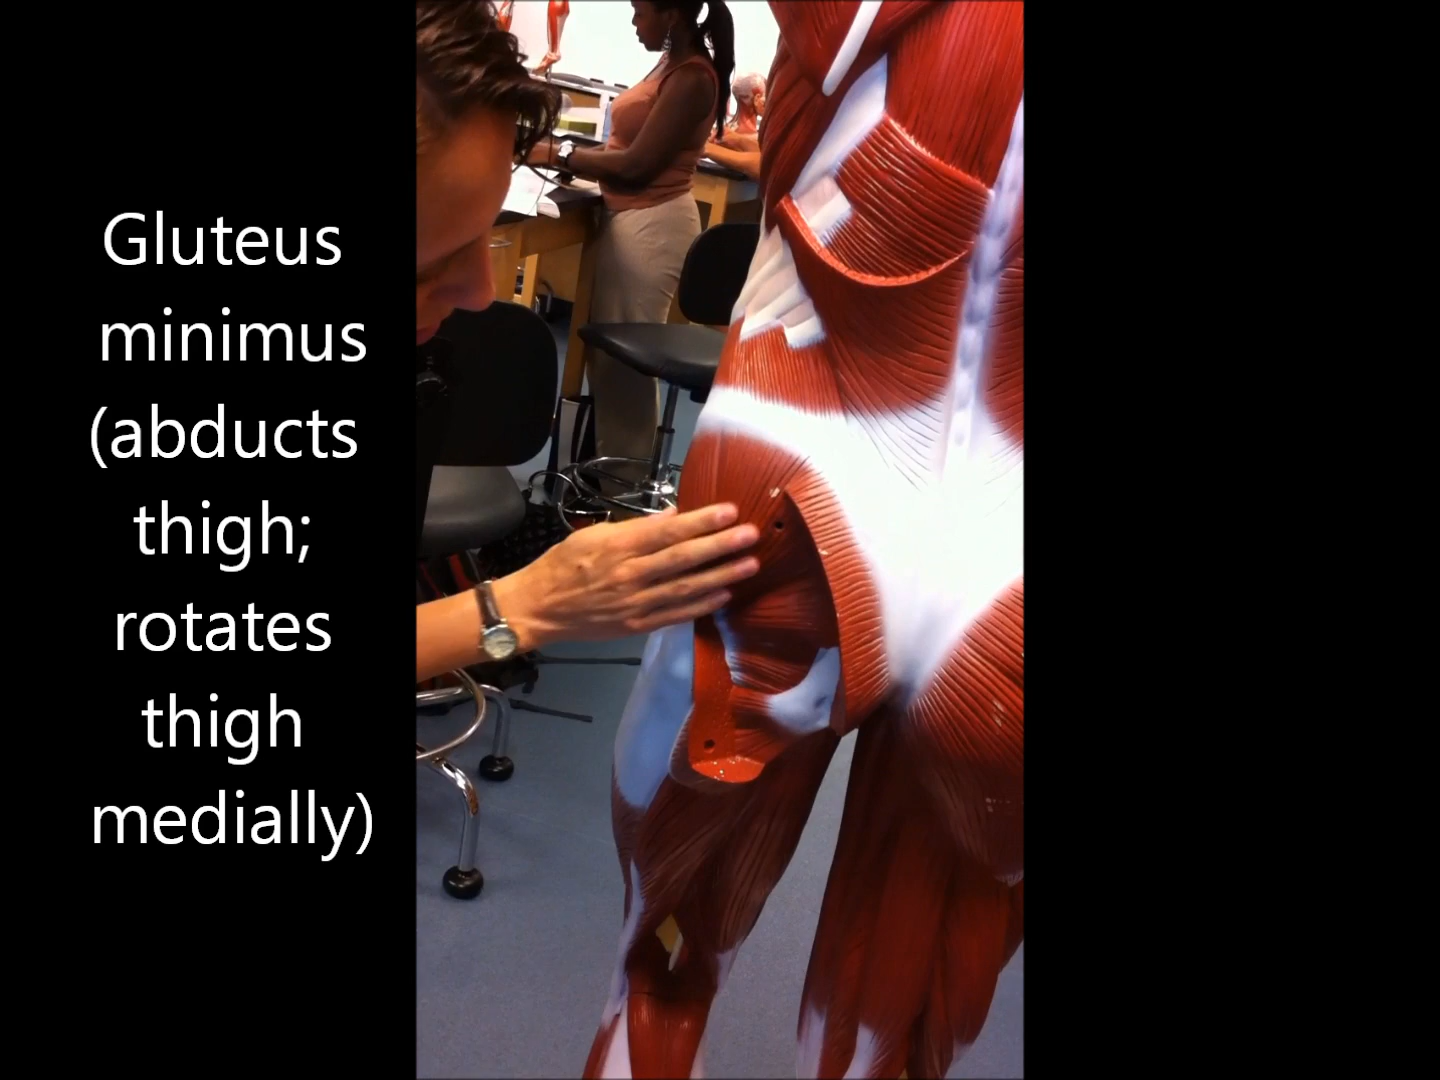 Gluteus
minimus
(abducts
thigh;
rotates
thigh
medially)